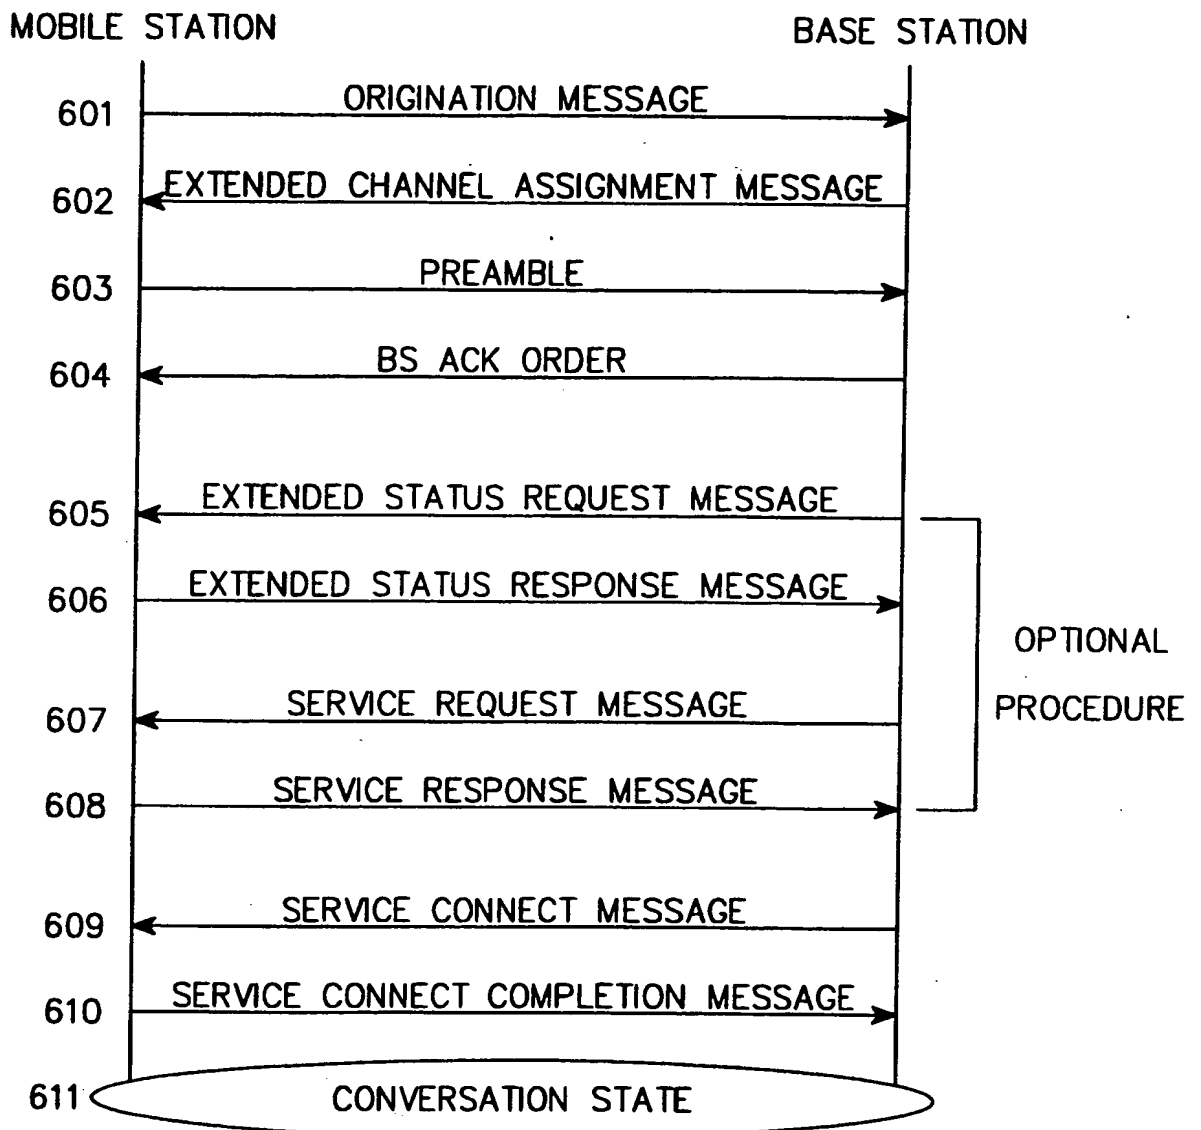 MOBILE STATION
BASE STATION
601 ORIGINATION MESSAGE
602 EXTENDED CHANNEL ASSIGNMENT MESSAGE
603 PREAMBLE
604 BS ACK ORDER
605 EXTENDED STATUS REQUEST MESSAGE
606 EXTENDED STATUS RESPONSE MESSAGE
OPTIONAL
PROCEDURE
607 SERVICE REQUEST MESSAGE
608 SERVICE RESPONSE MESSAGE
609 SERVICE CONNECT MESSAGE
610 SERVICE CONNECT COMPLETION MESSAGE
611 CONVERSATION STATE